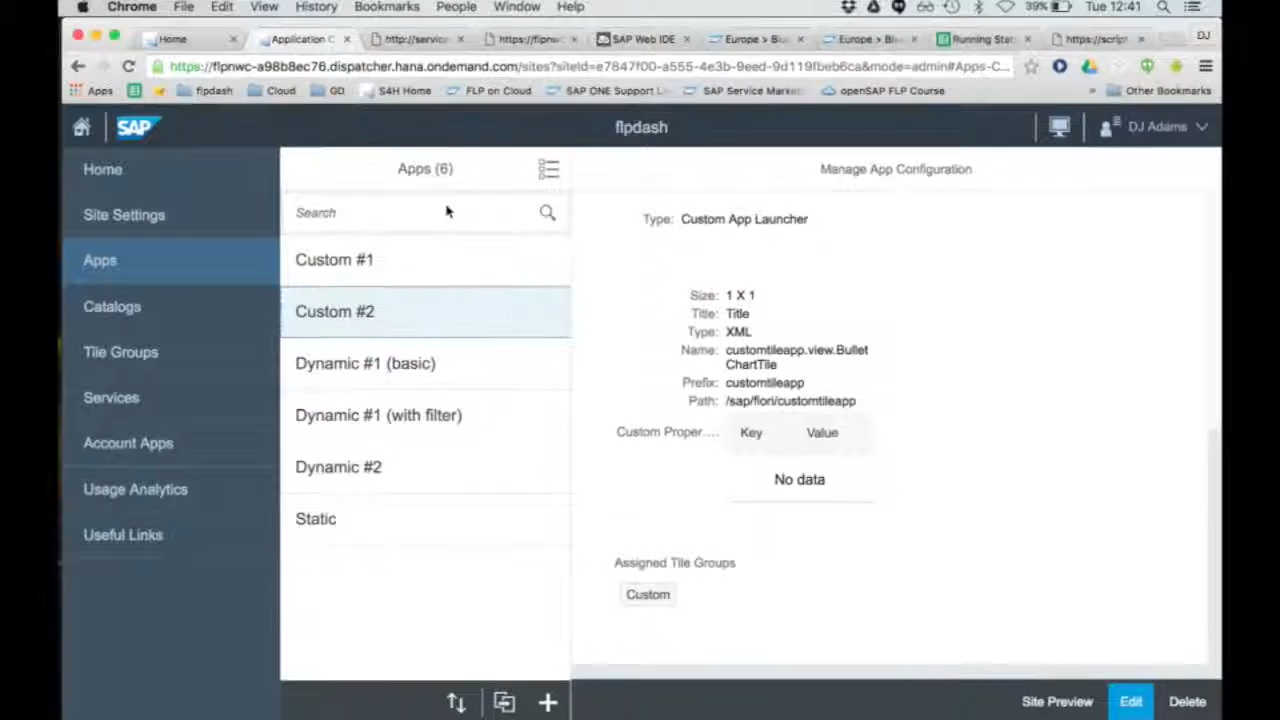 Chrome File Edit View History Bookmarks People Window Help 39% Tue 12:41
Home Application C http://service https://flpnw SAP Web IDE Europe > Blu Europe > Blu Running Stat https://script DJ
https://flpnwc-a98b8ec76.dispatcher.hana.ondemand.com/sites?siteId=e7847f00-a555-4e3b-9eed-9d119fbeb6ca&mode=admin#Apps-C...
Apps flpdash Cloud GD S4H Home FLP on Cloud SAP ONE Support L SAP Service Market openSAP FLP Course » Other Bookmarks
SAP flpdash DJ Adams
Home
Site Settings
Apps
Catalogs
Tile Groups
Services
Account Apps
Usage Analytics
Useful Links
Apps (6)
Search
Custom #1
Custom #2
Dynamic #1 (basic)
Dynamic #1 (with filter)
Dynamic #2
Static
Manage App Configuration
Type: Custom App Launcher
Size: 1 X 1
Title: Title
Type: XML
Name: customtileapp.view.Bullet
ChartTile
Prefix: customtileapp
Path: /sap/fiori/customtileapp
Custom Proper.... Key Value
No data
Assigned Tile Groups
Custom
Site Preview Edit Delete